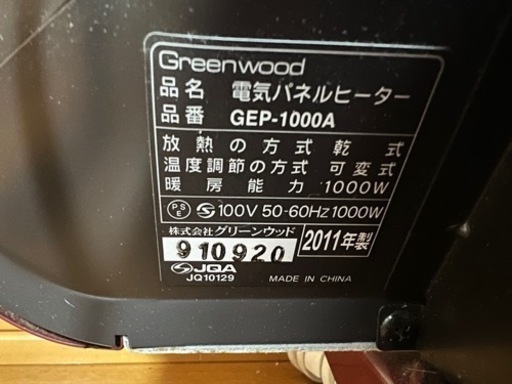 Greenwood
品名 電気パネルヒーター
品番 GEP-1000A
放熱の方式 乾式
温度調節の方式 可変式
暖房能力 1000W
PSE S 100V 50-60Hz 1000W
株式会社グリーンウッド
910920 2011年製
SJQA
JQ10129 MADE IN CHINA